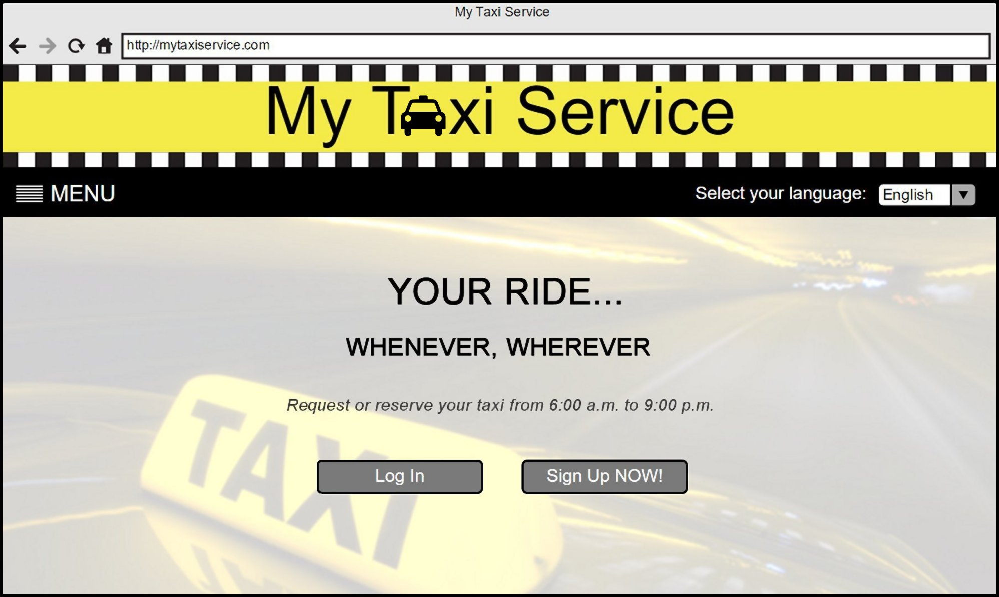 My Taxi Service
http://mytaxiservice.com
My Txi Service
MENU
Select your language: English
YOUR RIDE...
WHENEVER, WHEREVER
Request or reserve your taxi from 6:00 a.m. to 9:00 p.m.
TAXI
Log In
Sign Up NOW!